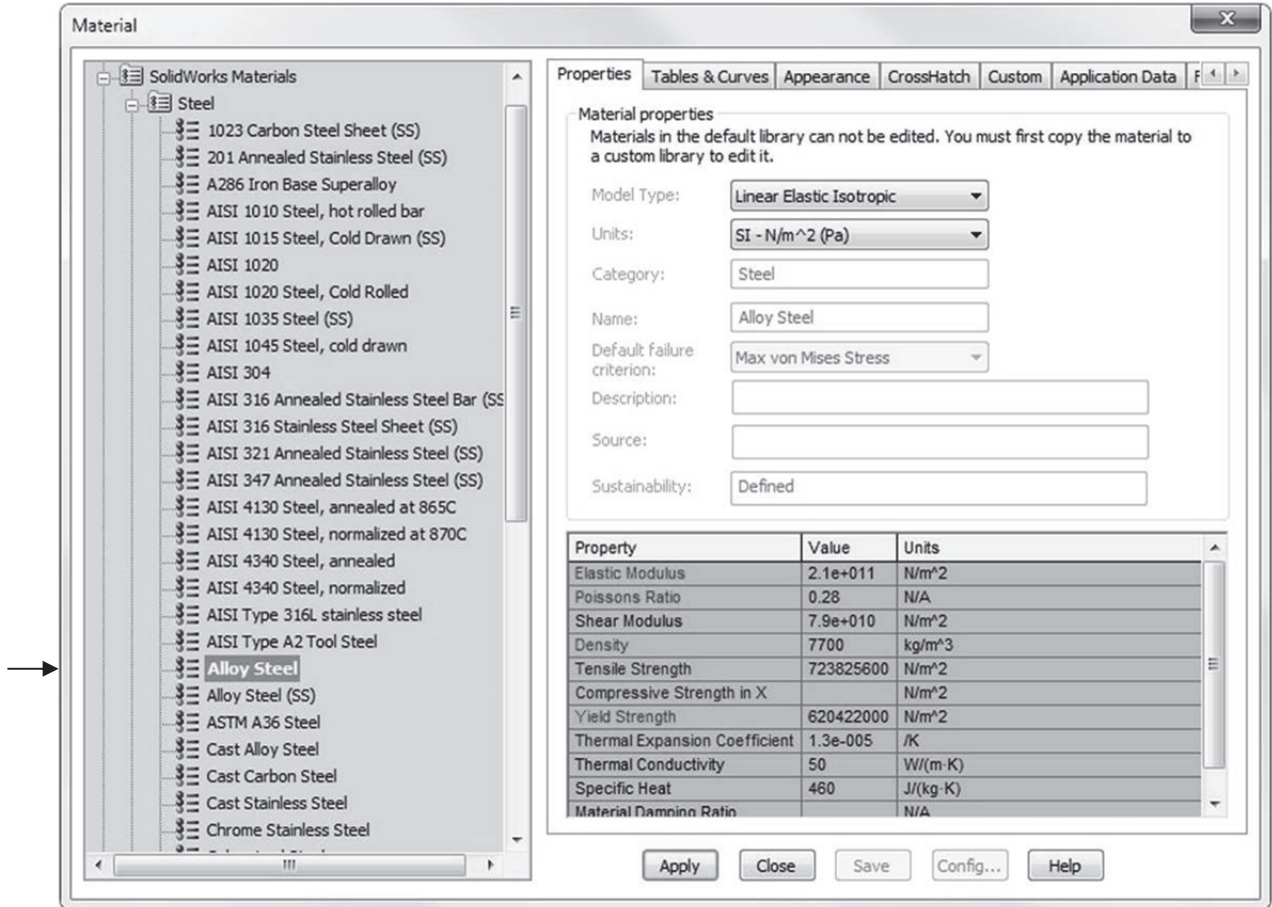 Material
SolidWorks Materials
Steel
1023 Carbon Steel Sheet (SS)
201 Annealed Stainless Steel (SS)
A286 Iron Base Superalloy
AISI 1010 Steel, hot rolled bar
AISI 1015 Steel, Cold Drawn (SS)
AISI 1020
AISI 1020 Steel, Cold Rolled
AISI 1035 Steel (SS)
AISI 1045 Steel, cold drawn
AISI 304
AISI 316 Annealed Stainless Steel Bar (SS
AISI 316 Stainless Steel Sheet (SS)
AISI 321 Annealed Stainless Steel (SS)
AISI 347 Annealed Stainless Steel (SS)
AISI 4130 Steel, annealed at 865C
AISI 4130 Steel, normalized at 870C
AISI 4340 Steel, annealed
AISI 4340 Steel, normalized
AISI Type 316L stainless steel
AISI Type A2 Tool Steel
Alloy Steel
Alloy Steel (SS)
ASTM A36 Steel
Cast Alloy Steel
Cast Carbon Steel
Cast Stainless Steel
Chrome Stainless Steel
Properties Tables & Curves Appearance CrossHatch Custom Application Data F
Material properties
Materials in the default library can not be edited. You must first copy the material to
a custom library to edit it.
Model Type: Linear Elastic Isotropic
Units: SI - N/m^2 (Pa)
Category: Steel
Name: Alloy Steel
Default failure
criterion: Max von Mises Stress
Description:
Source:
Sustainability: Defined
Property Value Units
Elastic Modulus 2.1e+011 N/m^2
Poissons Ratio 0.28 N/A
Shear Modulus 7.9e+010 N/m^2
Density 7700 kg/m^3
Tensile Strength 723825600 N/m^2
Compressive Strength in X N/m^2
Yield Strength 620422000 N/m^2
Thermal Expansion Coefficient 1.3e-005 /K
Thermal Conductivity 50 W/(m·K)
Specific Heat 460 J/(kg·K)
Material Damping Ratio N/A
Apply Close Save Config... Help